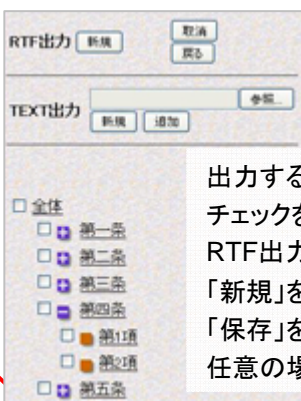 RTF出力 新規 取消
戻る
TEXT出力 参照...
新規 追加
全体
第一条
第二条
第三条
第四条
第1項
第2項
第五条
出力する
チェックを
RTF出力
「新規」を
「保存」を
任意の場